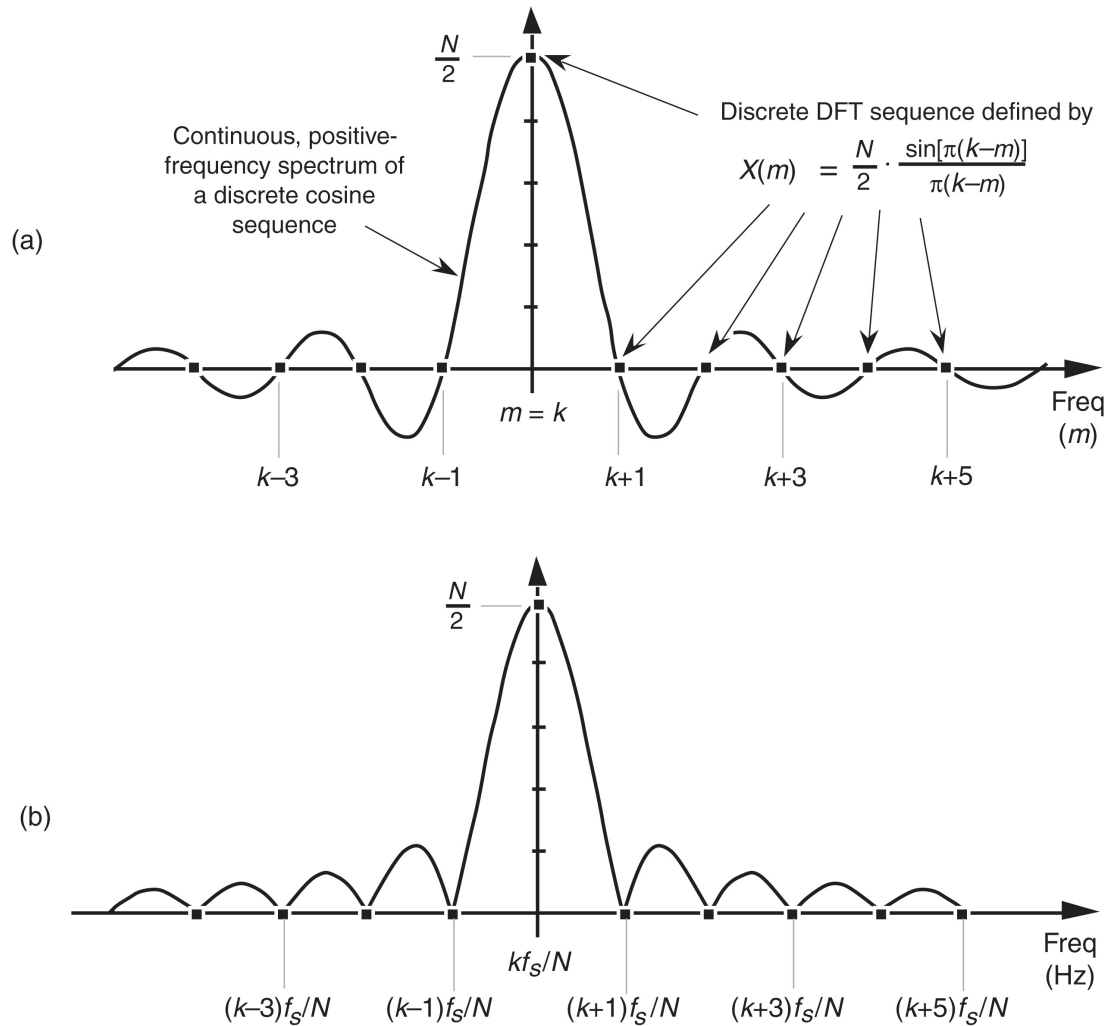 N
2
Discrete DFT sequence defined by
X(m) = N/2 · sin[π(k–m)]/π(k–m)
Continuous, positive-
frequency spectrum of
a discrete cosine
sequence
(a)
m = k
Freq
(m)
k–3
k–1
k+1
k+3
k+5
N
2
(b)
kfs/N
Freq
(Hz)
(k–3)fs/N
(k–1)fs/N
(k+1)fs/N
(k+3)fs/N
(k+5)fs/N